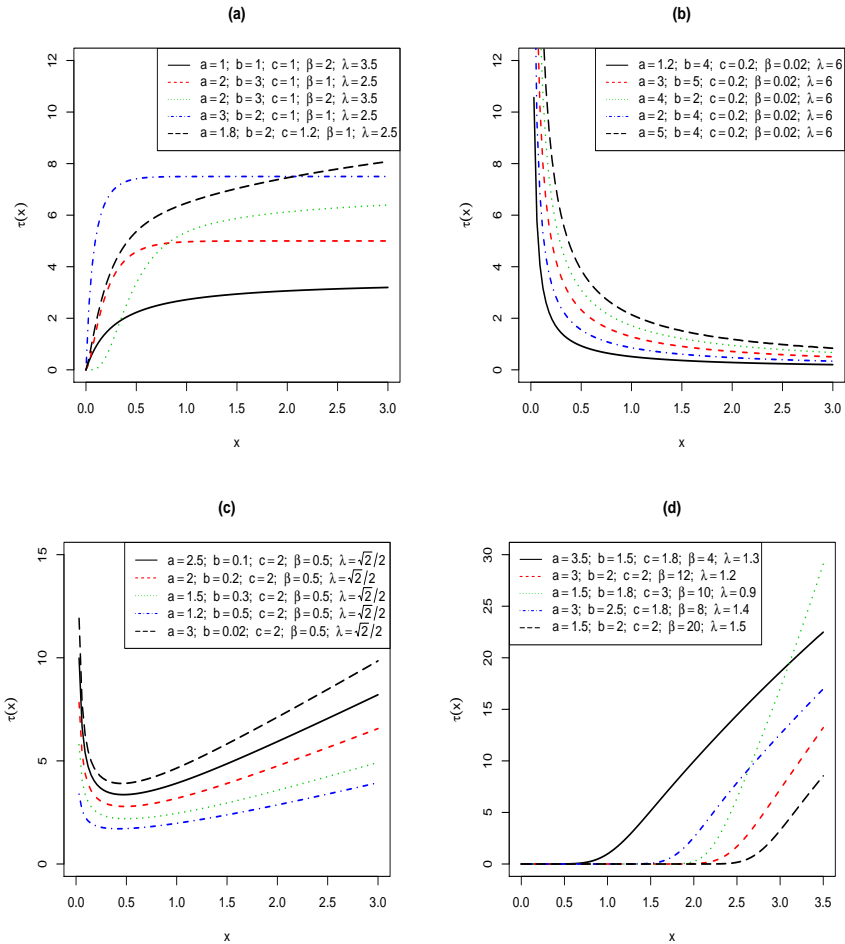 (a)
a=1; b=1; c=1; β=2; λ=3.5
a=2; b=3; c=1; β=1; λ=2.5
a=2; b=3; c=1; β=2; λ=3.5
a=3; b=2; c=1; β=1; λ=2.5
a=1.8; b=2; c=1.2; β=1; λ=2.5
12
10
8
6
4
2
0
τ(x)
0.0 0.5 1.0 1.5 2.0 2.5 3.0
x
(b)
a=1.2; b=4; c=0.2; β=0.02; λ=6
a=3; b=5; c=0.2; β=0.02; λ=6
a=4; b=2; c=0.2; β=0.02; λ=6
a=2; b=4; c=0.2; β=0.02; λ=6
a=5; b=4; c=0.2; β=0.02; λ=6
12
10
8
6
4
2
0
τ(x)
0.0 0.5 1.0 1.5 2.0 2.5 3.0
x
(c)
a=2.5; b=0.1; c=2; β=0.5; λ=√2/2
a=2; b=0.2; c=2; β=0.5; λ=√2/2
a=1.5; b=0.3; c=2; β=0.5; λ=√2/2
a=1.2; b=0.5; c=2; β=0.5; λ=√2/2
a=3; b=0.02; c=2; β=0.5; λ=√2/2
15
10
5
0
τ(x)
0.0 0.5 1.0 1.5 2.0 2.5 3.0
x
(d)
a=3.5; b=1.5; c=1.8; β=4; λ=1.3
a=3; b=2; c=2; β=12; λ=1.2
a=1.5; b=1.8; c=3; β=10; λ=0.9
a=3; b=2.5; c=1.8; β=8; λ=1.4
a=1.5; b=2; c=2; β=20; λ=1.5
30
25
20
15
10
5
0
τ(x)
0.0 0.5 1.0 1.5 2.0 2.5 3.0 3.5
x